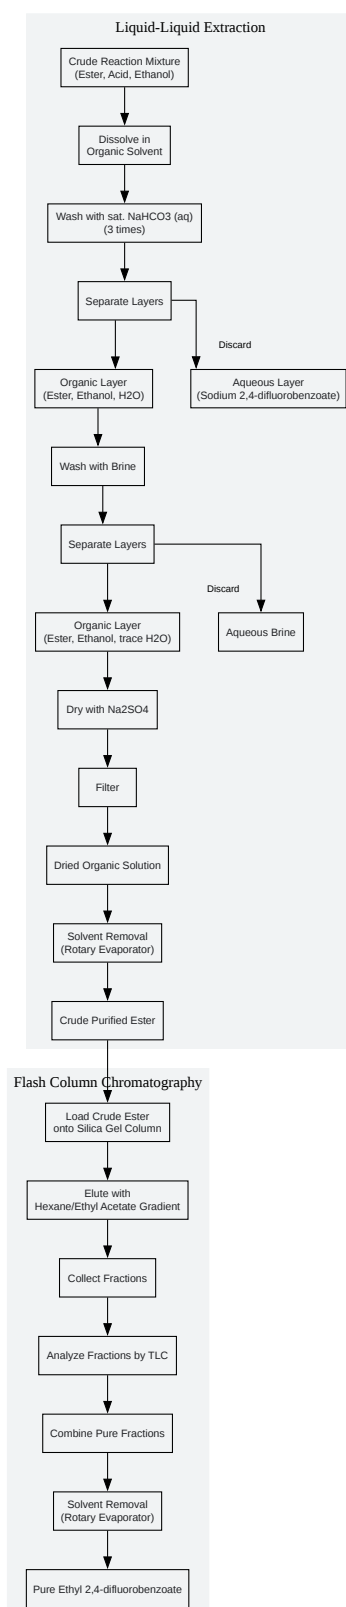 Liquid-Liquid Extraction
Crude Reaction Mixture
(Ester, Acid, Ethanol)
Dissolve in
Organic Solvent
Wash with sat. NaHCO3 (aq)
(3 times)
Separate Layers
Discard
Organic Layer
(Ester, Ethanol, H2O)
Aqueous Layer
(Sodium 2,4-difluorobenzoate)
Wash with Brine
Separate Layers
Discard
Organic Layer
(Ester, Ethanol, trace H2O)
Aqueous Brine
Dry with Na2SO4
Filter
Dried Organic Solution
Solvent Removal
(Rotary Evaporator)
Crude Purified Ester
Flash Column Chromatography
Load Crude Ester
onto Silica Gel Column
Elute with
Hexane/Ethyl Acetate Gradient
Collect Fractions
Analyze Fractions by TLC
Combine Pure Fractions
Solvent Removal
(Rotary Evaporator)
Pure Ethyl 2,4-difluorobenzoate